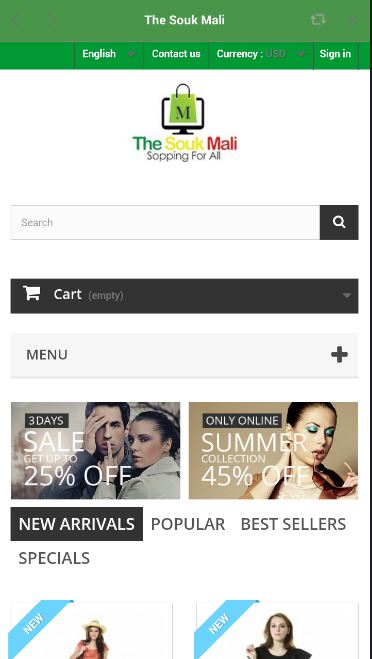 The Souk Mali
English
Contact us
Currency : USD
Sign in
M
The Souk Mali
Sopping For All
Search
Cart (empty)
MENU
3 DAYS
SALE
GET UP TO
25% OFF
ONLY ONLINE
SUMMER
COLLECTION
45% OFF
NEW ARRIVALS
POPULAR
BEST SELLERS
SPECIALS
NEW
NEW